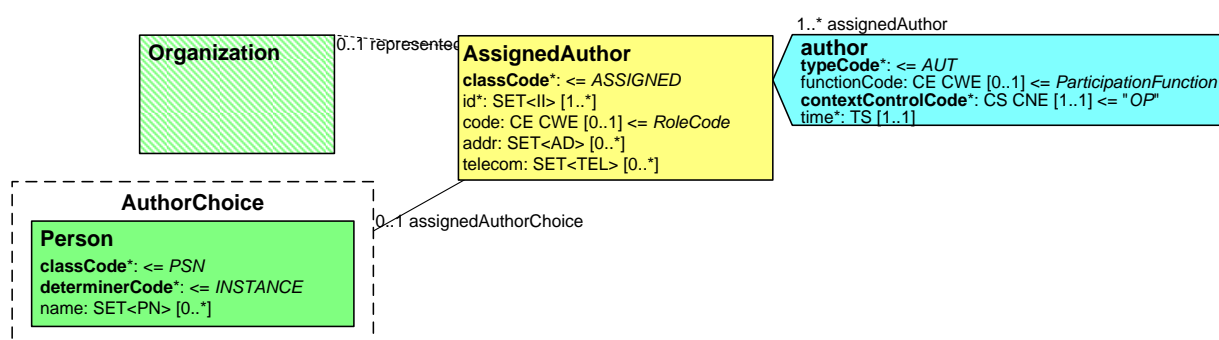 1..* assignedAuthor
Organization
0..1 represented
AssignedAuthor
classCode*: <= ASSIGNED
id*: SET<II> [1..*]
code: CE CWE [0..1] <= RoleCode
addr: SET<AD> [0..*]
telecom: SET<TEL> [0..*]
author
typeCode*: <= AUT
functionCode: CE CWE [0..1] <= ParticipationFunction
contextControlCode*: CS CNE [1..1] <= "OP"
time*: TS [1..1]
AuthorChoice
0..1 assignedAuthorChoice
Person
classCode*: <= PSN
determinerCode*: <= INSTANCE
name: SET<PN> [0..*]